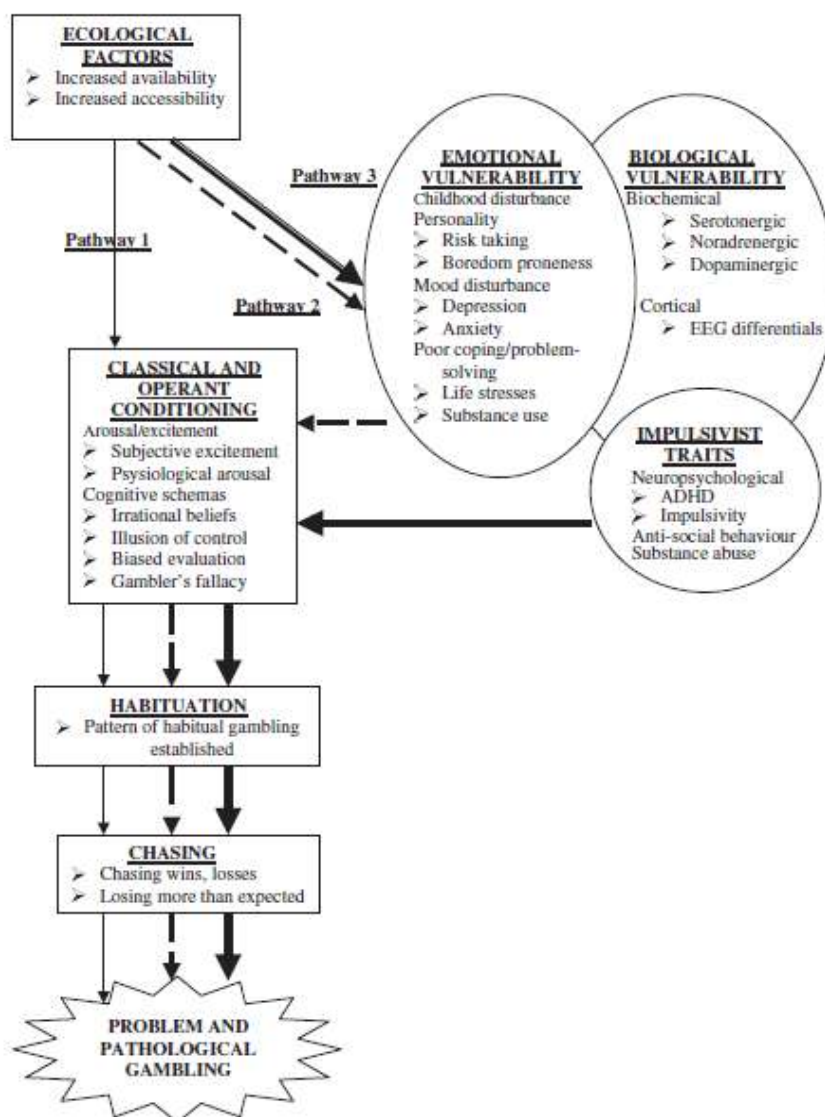 ECOLOGICAL
FACTORS
➢ Increased availability
➢ Increased accessibility
Pathway 3
Pathway 1
Pathway 2
EMOTIONAL
VULNERABILITY
Childhood disturbance
Personality
➢ Risk taking
➢ Boredom proneness
Mood disturbance
➢ Depression
➢ Anxiety
Poor coping/problem-
solving
➢ Life stresses
➢ Substance use
BIOLOGICAL
VULNERABILITY
Biochemical
➢ Serotonergic
➢ Noradrenergic
➢ Dopaminergic
Cortical
➢ EEG differentials
CLASSICAL AND
OPERANT
CONDITIONING
Arousal/excitement
➢ Subjective excitement
➢ Psysiological arousal
Cognitive schemas
➢ Irrational beliefs
➢ Illusion of control
➢ Biased evaluation
➢ Gambler's fallacy
IMPULSIVIST
TRAITS
Neuropsychological
➢ ADHD
➢ Impulsivity
Anti-social behaviour
Substance abuse
HABITUATION
➢ Pattern of habitual gambling
established
CHASING
➢ Chasing wins, losses
➢ Losing more than expected
PROBLEM AND
PATHOLOGICAL
GAMBLING